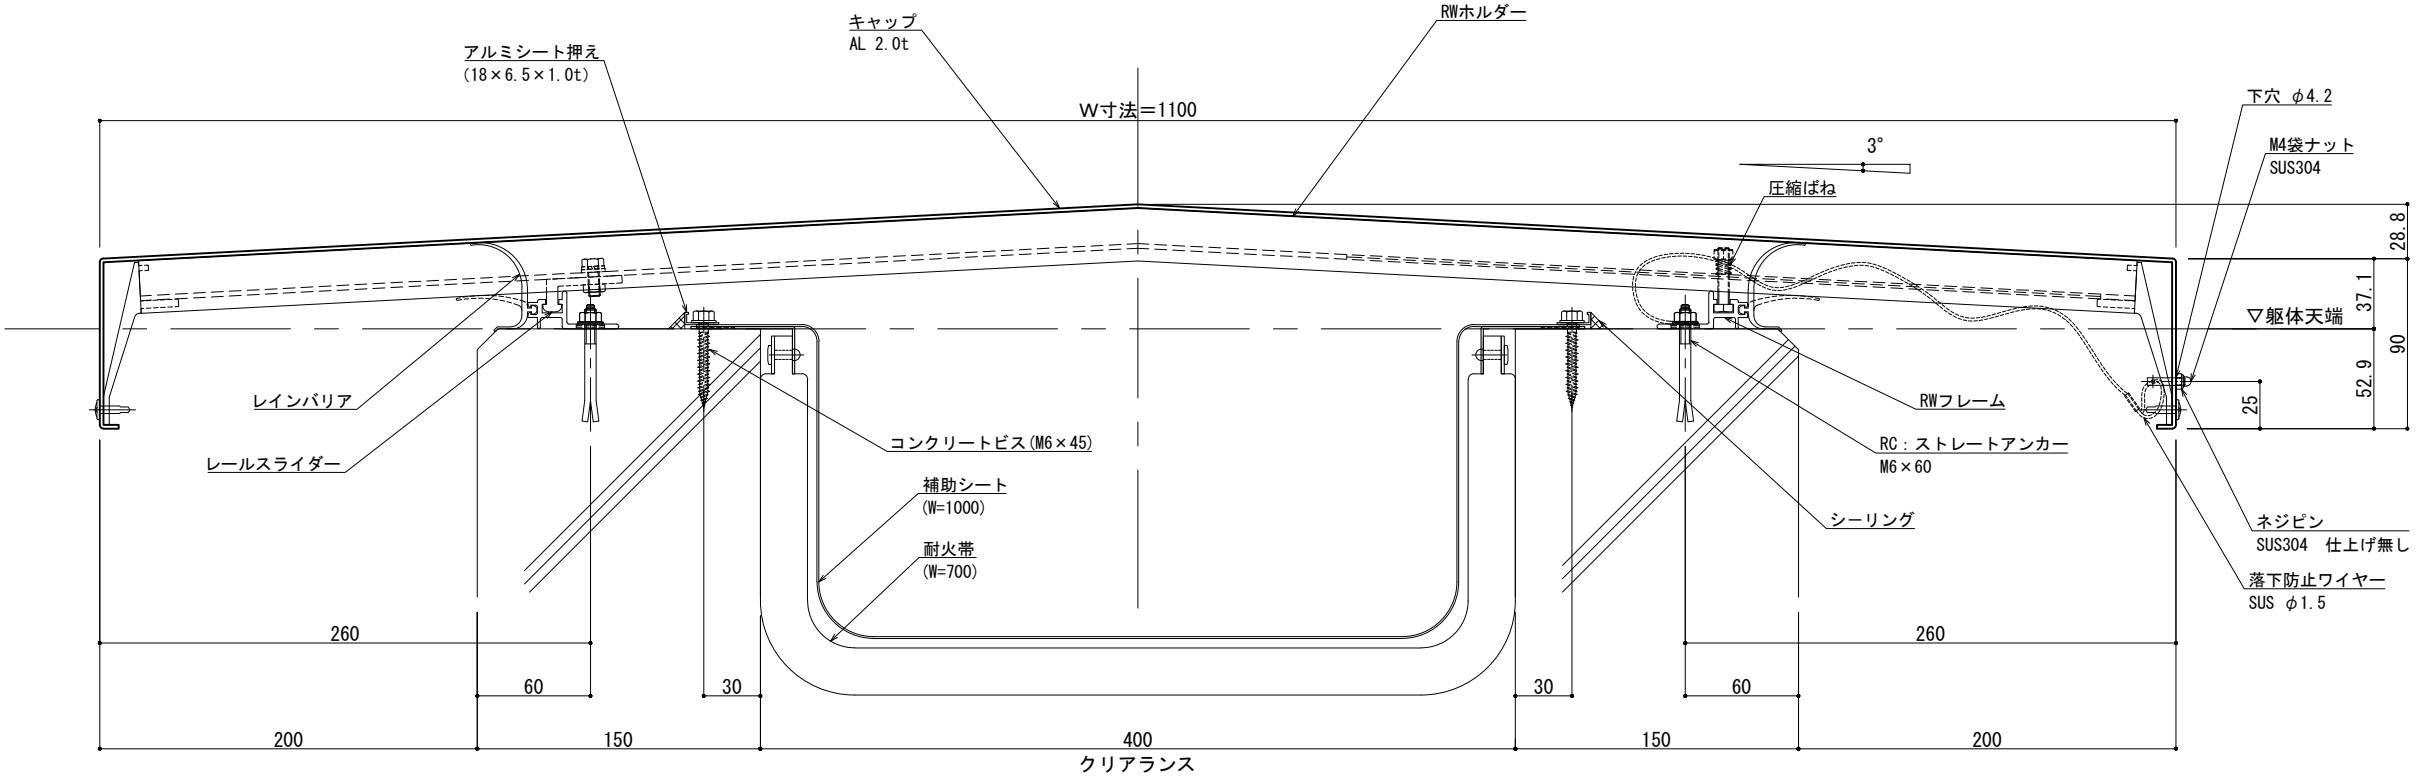 キャップ
AL 2.0t
RWホルダー
アルミシート押え
(18×6.5×1.0t)
W寸法=1100
下穴 φ4.2
M4袋ナット
SUS304
3°
圧縮ばね
28.8
37.1
▽躯体天端
90
52.9
25
レインバリア
RWフレーム
コンクリートビス(M6×45)
RC：ストレートアンカー
M6×60
レールスライダー
補助シート
(W=1000)
シーリング
ネジピン
SUS304 仕上げ無し
耐火帯
(W=700)
落下防止ワイヤー
SUS φ1.5
260
260
60
30
30
60
200
150
400
150
200
クリアランス